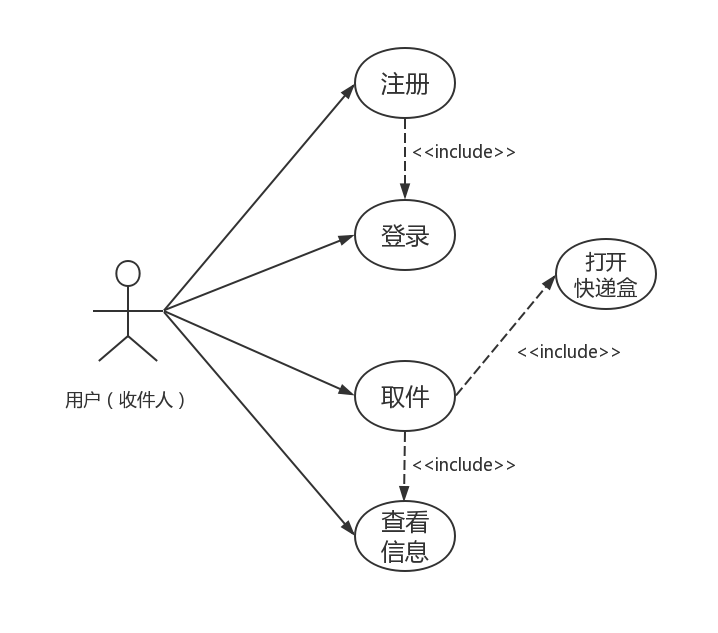 注册
<<include>>
登录
打开
快递盒
<<include>>
取件
用户（收件人）
<<include>>
查看
信息